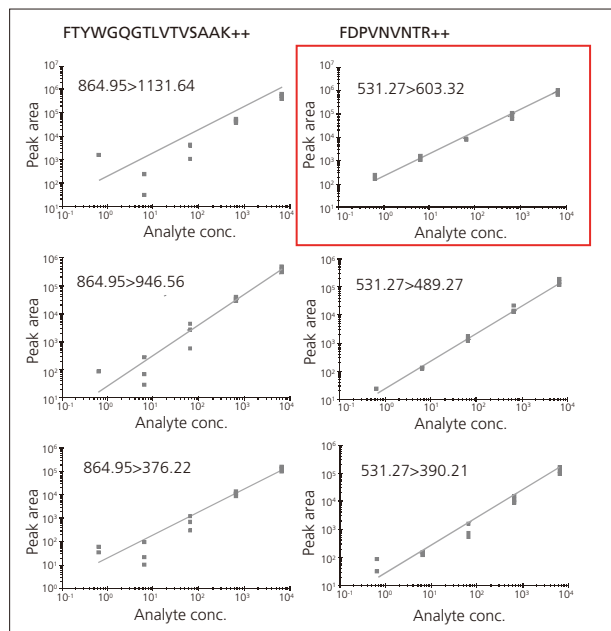 FTYWGQGTLVTVSAAK++
FDPVNVNTR++
864.95>1131.64
Peak area
10⁷
10⁶
10⁵
10⁴
10³
10²
10¹
10⁻¹ 10⁰ 10¹ 10² 10³ 10⁴
Analyte conc.
531.27>603.32
Peak area
10⁷
10⁶
10⁵
10⁴
10³
10²
10¹
10⁻¹ 10⁰ 10¹ 10² 10³ 10⁴
Analyte conc.
864.95>946.56
Peak area
10⁶
10⁵
10⁴
10³
10²
10¹
10⁻¹ 10⁰ 10¹ 10² 10³ 10⁴
Analyte conc.
531.27>489.27
Peak area
10⁶
10⁵
10⁴
10³
10²
10¹
10⁻¹ 10⁰ 10¹ 10² 10³ 10⁴
Analyte conc.
864.95>376.22
Peak area
10⁶
10⁵
10⁴
10³
10²
10¹
10⁰
10⁻¹ 10⁰ 10¹ 10² 10³ 10⁴
Analyte conc.
531.27>390.21
Peak area
10⁶
10⁵
10⁴
10³
10²
10¹
10⁻¹ 10⁰ 10¹ 10² 10³ 10⁴
Analyte conc.